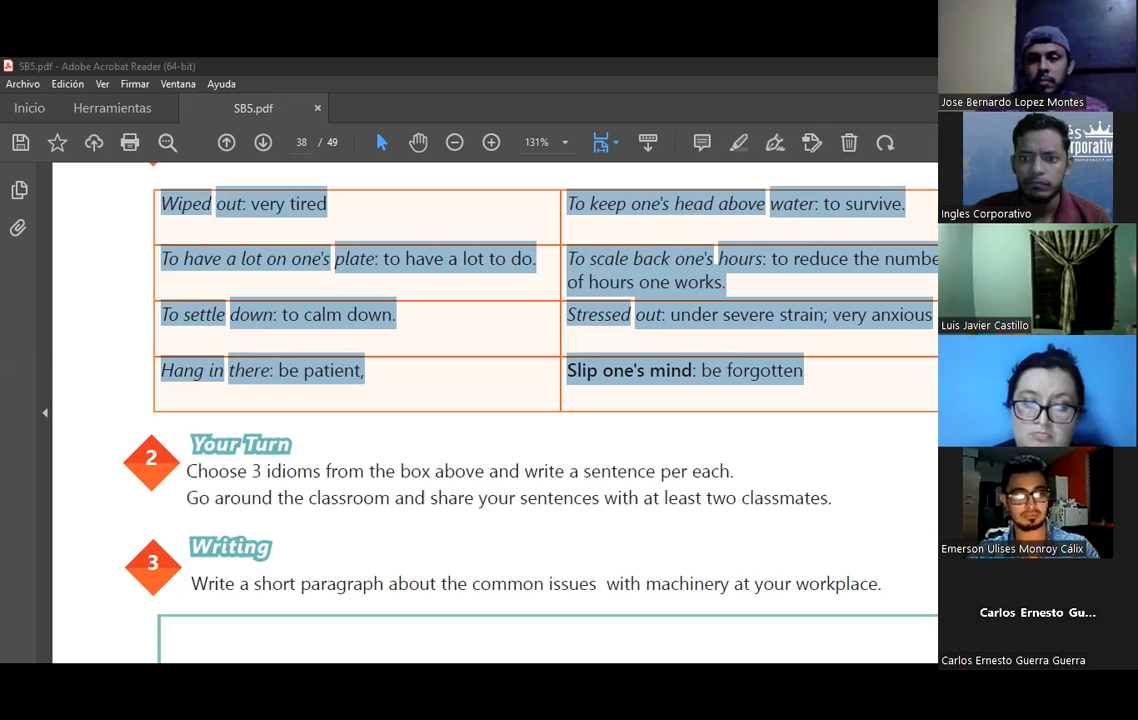 SB5.pdf - Adobe Acrobat Reader (64-bit)
Archivo Edición Ver Firmar Ventana Ayuda
Inicio Herramientas SB5.pdf ×
38 / 49 131%
Wiped out: very tired
To keep one's head above water: to survive.
To have a lot on one's plate: to have a lot to do.
To scale back one's hours: to reduce the numbe
of hours one works.
To settle down: to calm down.
Stressed out: under severe strain; very anxious
Hang in there: be patient,
Slip one's mind: be forgotten
2 Your Turn
Choose 3 idioms from the box above and write a sentence per each.
Go around the classroom and share your sentences with at least two classmates.
3 Writing
Write a short paragraph about the common issues with machinery at your workplace.
Jose Bernardo Lopez Montes
és
rporativ
Ingles Corporativo
Luis Javier Castillo
Emerson Ulises Monroy Cálix
Carlos Ernesto Gu...
Carlos Ernesto Guerra Guerra